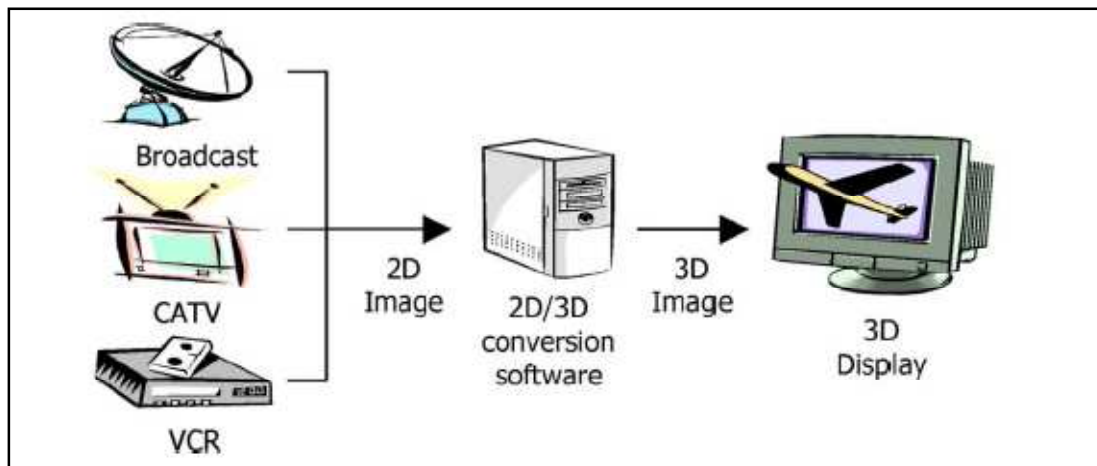 Broadcast
CATV
VCR
2D
Image
2D/3D
conversion
software
3D
Image
3D
Display